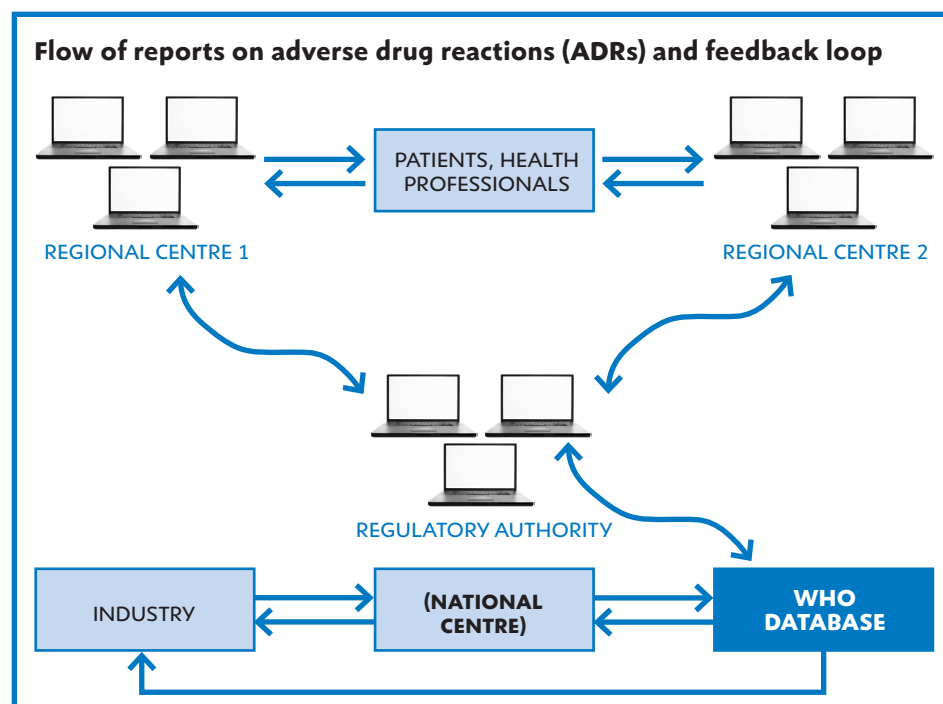 Flow of reports on adverse drug reactions (ADRs) and feedback loop
PATIENTS, HEALTH
PROFESSIONALS
REGIONAL CENTRE 1
REGIONAL CENTRE 2
REGULATORY AUTHORITY
INDUSTRY
(NATIONAL
CENTRE)
WHO
DATABASE